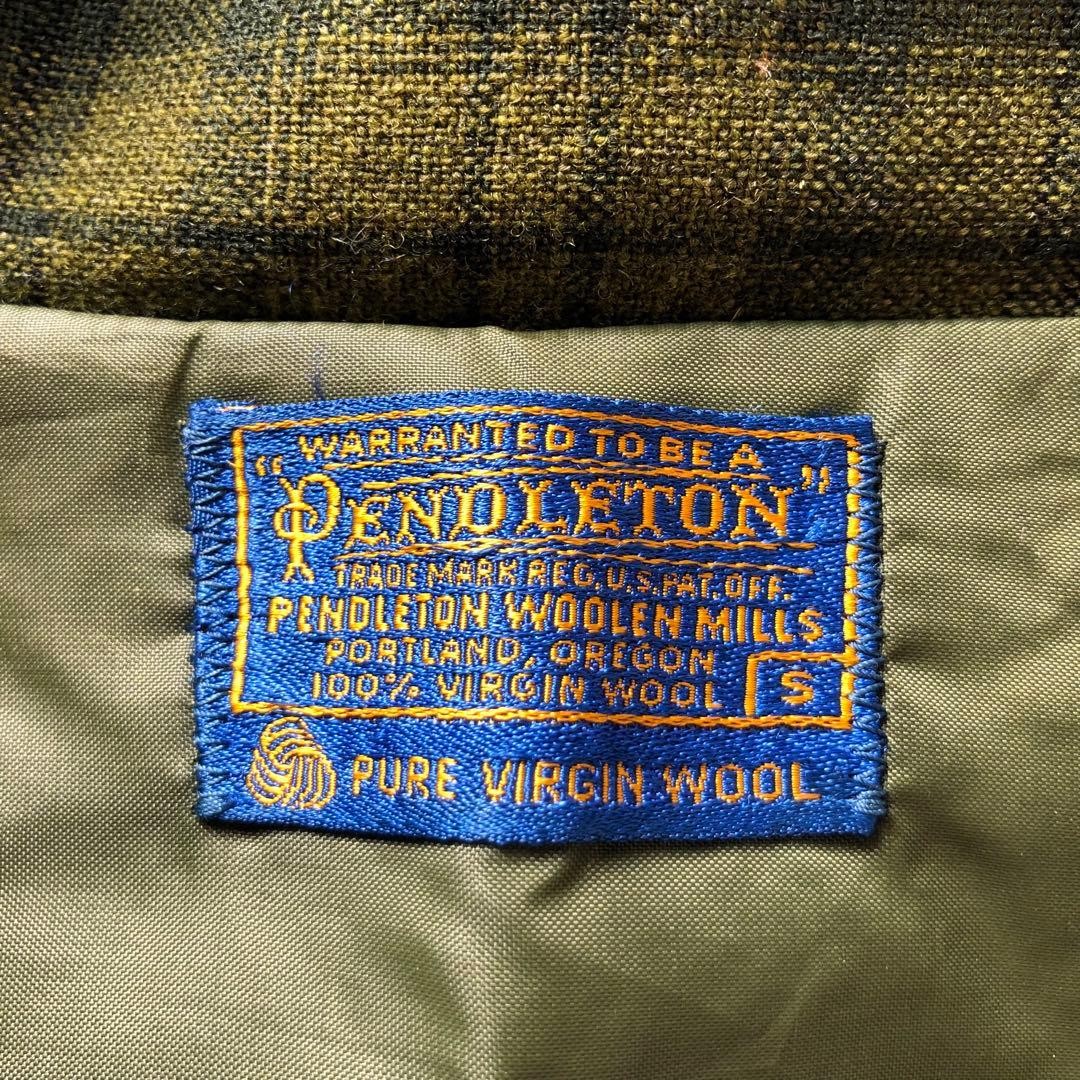 WARRANTED TO BE A
"PENDLETON"
TRADE MARK REG. U.S. PAT. OFF.
PENDLETON WOOLEN MILLS
PORTLAND, OREGON
100% VIRGIN WOOL
S
PURE VIRGIN WOOL